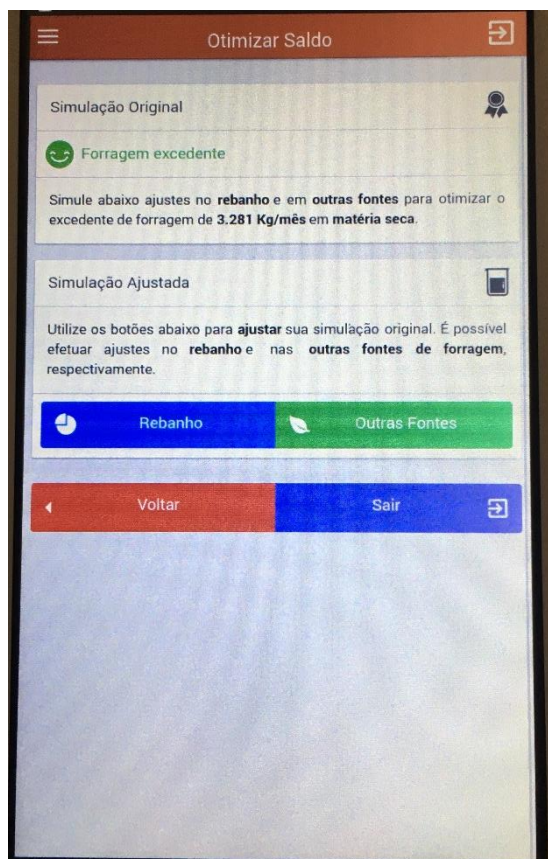 Otimizar Saldo
Simulação Original
Forragem excedente
Simule abaixo ajustes no rebanho e em outras fontes para otimizar o
excedente de forragem de 3.281 Kg/mês em matéria seca.
Simulação Ajustada
Utilize os botões abaixo para ajustar sua simulação original. É possível
efetuar ajustes no rebanho e nas outras fontes de forragem,
respectivamente.
Rebanho
Outras Fontes
Voltar
Sair